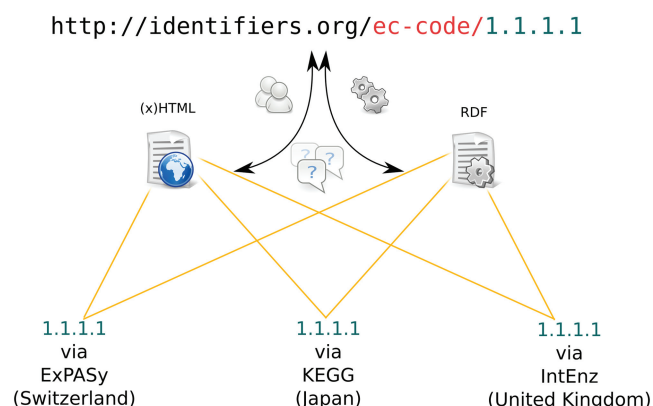 http://identifiers.org/ec-code/1.1.1.1
(x)HTML
RDF
?
?
1.1.1.1
via
ExPASy
(Switzerland)
1.1.1.1
via
KEGG
(Japan)
1.1.1.1
via
IntEnz
(United Kingdom)